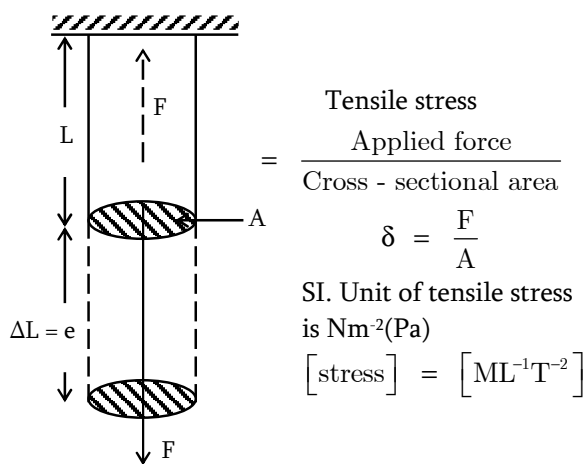 F
L
A
ΔL = e
F
Tensile stress
= Applied force
Cross - sectional area
δ = F
A
SI. Unit of tensile stress
is Nm⁻²(Pa)
[stress] = [ML⁻¹T⁻²]